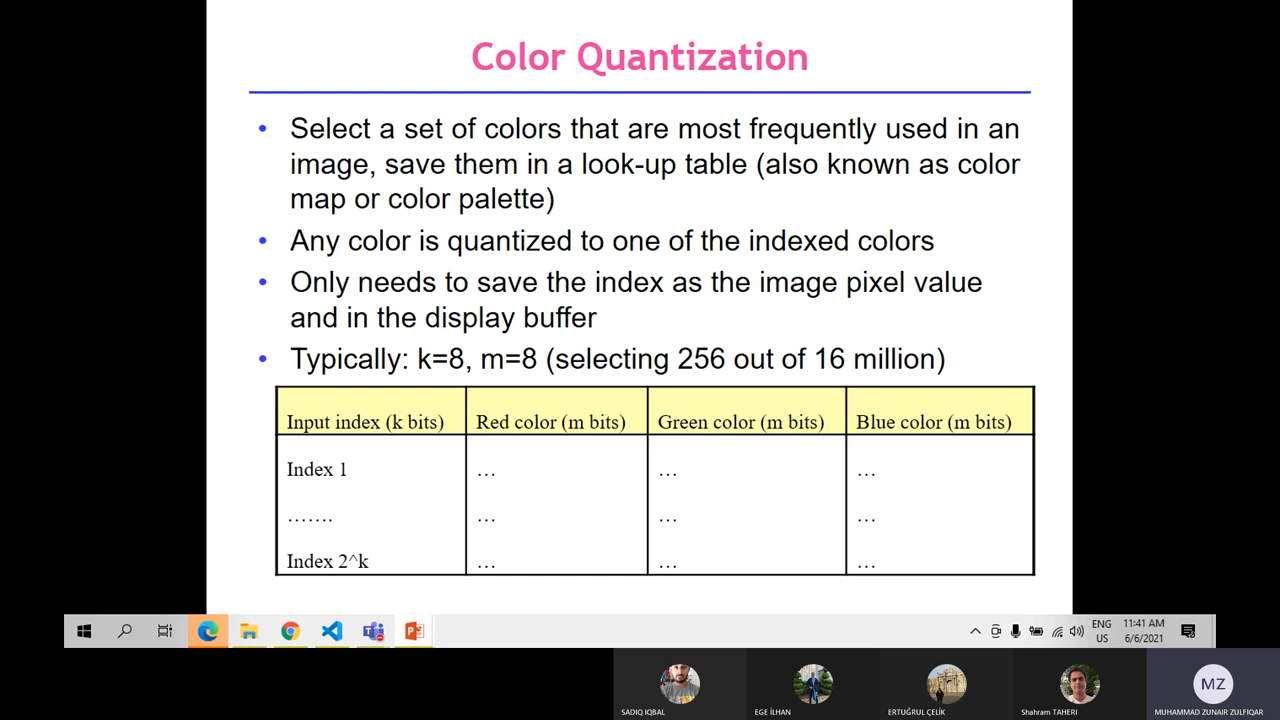 Color Quantization
• Select a set of colors that are most frequently used in an
image, save them in a look-up table (also known as color
map or color palette)
• Any color is quantized to one of the indexed colors
• Only needs to save the index as the image pixel value
and in the display buffer
• Typically: k=8, m=8 (selecting 256 out of 16 million)
Input index (k bits) Red color (m bits) Green color (m bits) Blue color (m bits)
Index 1 … … …
……. … … …
Index 2^k … … …
ENG 11:41 AM
US 6/6/2021
MZ
SADIQ IQBAL EGE İLHAN ERTUĞRUL ÇELİK Shahram TAHERI MUHAMMAD ZUNAIR ZULFIQAR